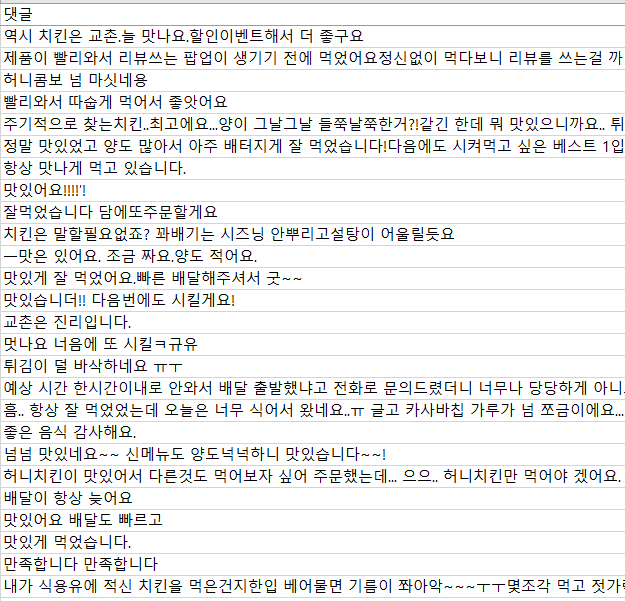 댓글
역시 치킨은 교촌.늘 맛나요.할인이벤트해서 더 좋구요
제품이 빨리와서 리뷰쓰는 팝업이 생기기 전에 먹었어요정신없이 먹다보니 리뷰를 쓰는걸 까
허니콤보 넘 마싯네용
빨리와서 따숩게 먹어서 좋앗어요
주기적으로 찾는치킨..최고에요...양이 그날그날 들쭉날쭉한거?!같긴 한데 뭐 맛있으니까요.. 튀
정말 맛있었고 양도 많아서 아주 배터지게 잘 먹었습니다!다음에도 시켜먹고 싶은 베스트 1입
항상 맛나게 먹고 있습니다.
맛있어요!!!!'!
잘먹었습니다 담에또주문할게요
치킨은 말할필요없죠? 꽈배기는 시즈닝 안뿌리고설탕이 어울릴듯요
ㅡ맛은 있어요. 조금 짜요.양도 적어요.
맛있게 잘 먹었어요.빠른 배달해주셔서 굿~~
맛있습니더!! 다음번에도 시킬게요!
교촌은 진리입니다.
멋나요 너음에 또 시킬ㅋ규유
튀김이 덜 바삭하네요 ㅠㅜ
예상 시간 한시간이내로 안와서 배달 출발했냐고 전화로 문의드렸더니 너무나 당당하게 아니
흠.. 항상 잘 먹었었는데 오늘은 너무 식어서 왔네요..ㅠ 글고 카사바칩 가루가 넘 쪼금이에요...
좋은 음식 감사해요.
넘넘 맛있네요~~ 신메뉴도 양도넉넉하니 맛있습니다~~!
허니치킨이 맛있어서 다른것도 먹어보자 싶어 주문했는데... 으으.. 허니치킨만 먹어야 겠어요.
배달이 항상 늦어요
맛있어요 배달도 빠르고
맛있게 먹었습니다.
만족합니다 만족합니다
내가 식용유에 적신 치킨을 먹은건지한입 베어물면 기름이 쫘아악~~~ㅜㅜ몇조각 먹고 젓가